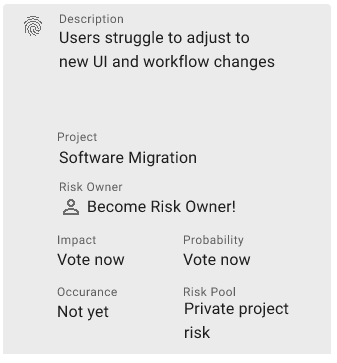 Description
Users struggle to adjust to
new UI and workflow changes
Project
Software Migration
Risk Owner
Become Risk Owner!
Impact
Probability
Vote now
Vote now
Occurance
Risk Pool
Not yet
Private project
risk